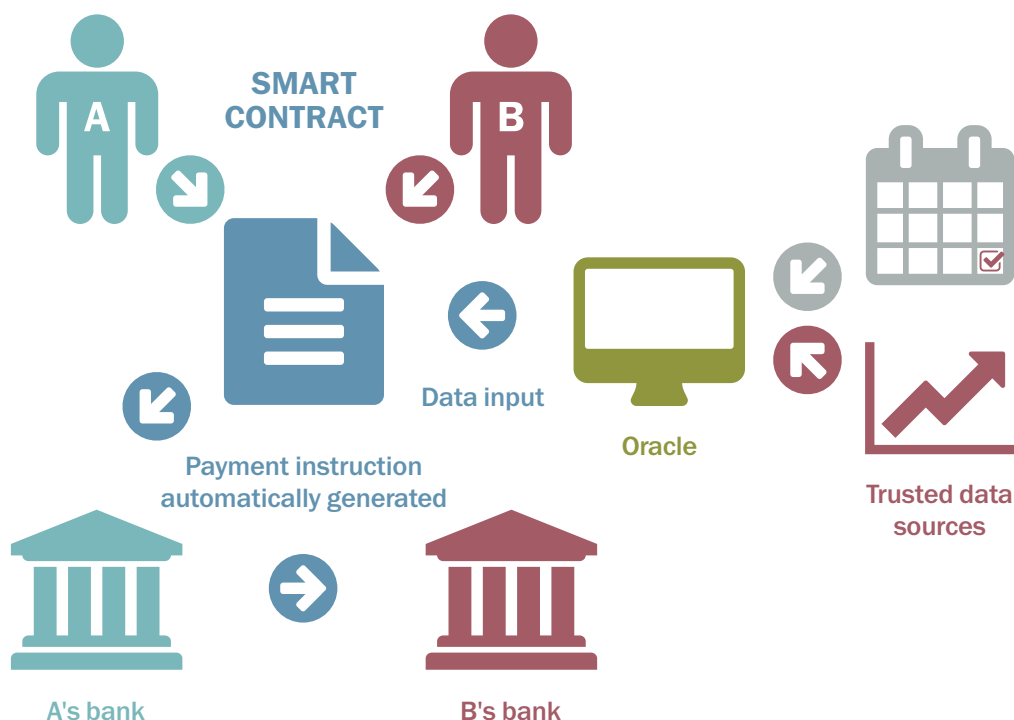 A
SMART
CONTRACT
B
Data input
Oracle
Payment instruction
automatically generated
Trusted data
sources
A's bank
B's bank